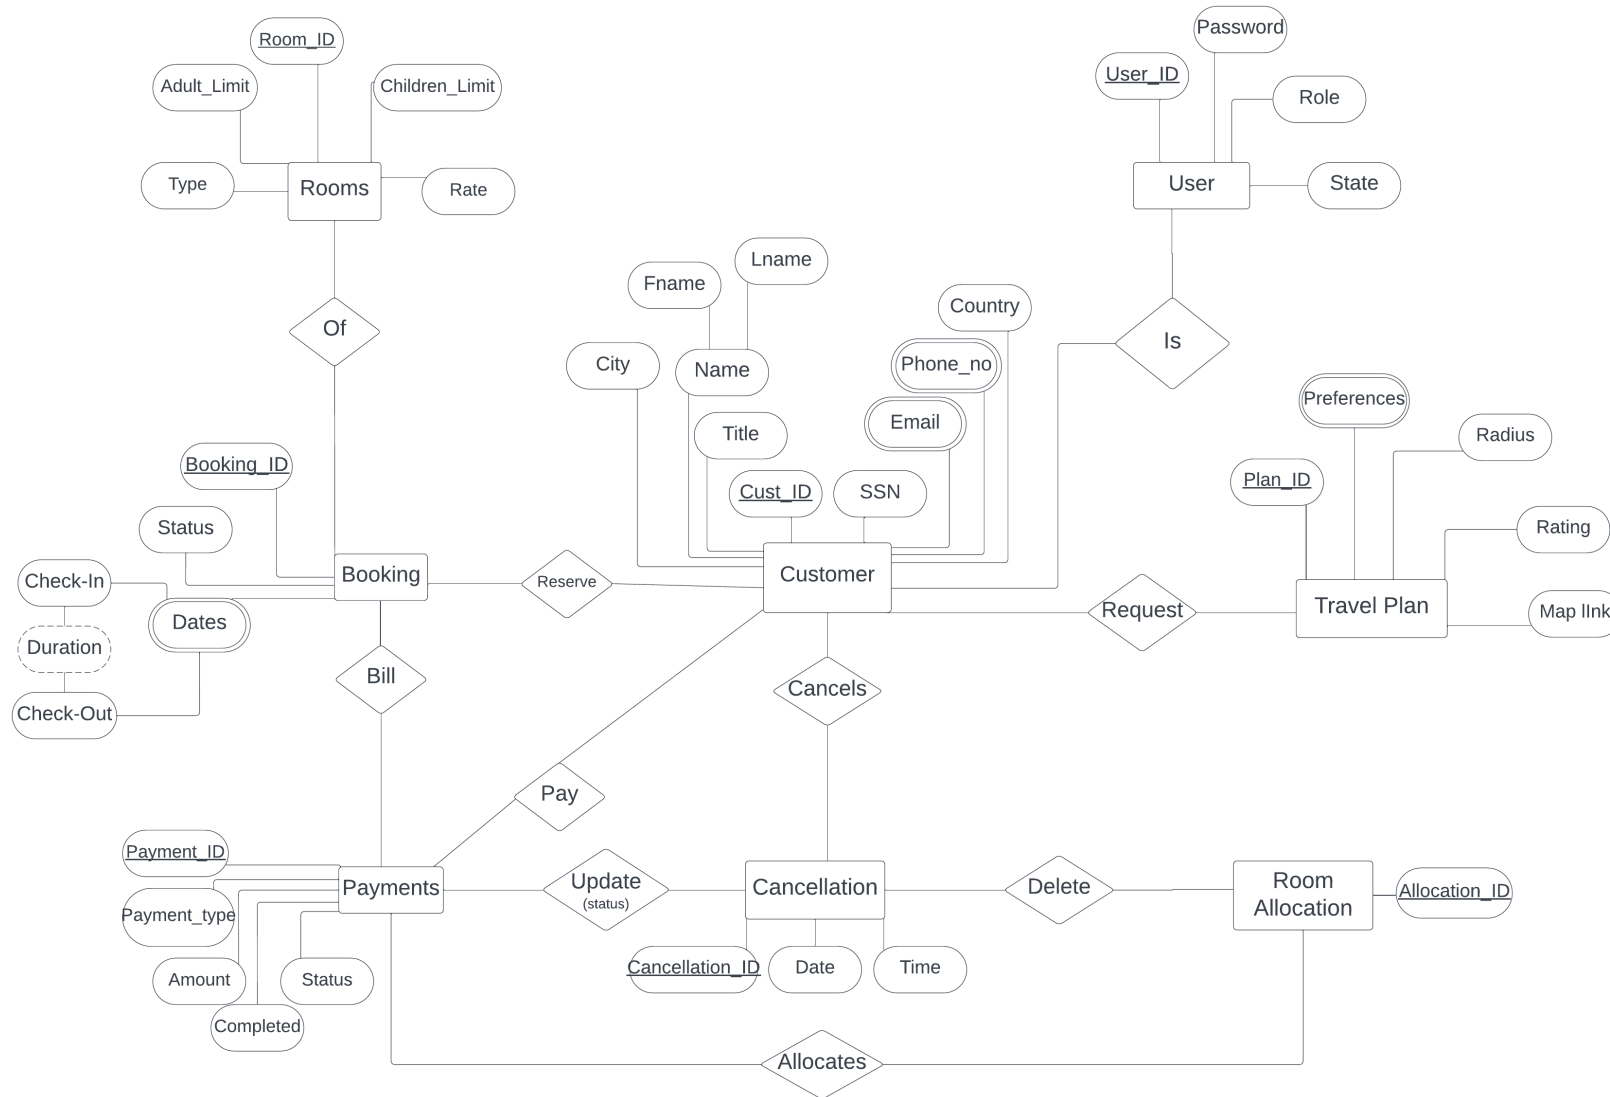 Password
Room_ID
User_ID
Adult_Limit
Children_Limit
Role
Type
Rooms
Rate
User
State
Lname
Fname
Country
Of
Is
City
Name
Phone_no
Preferences
Title
Email
Radius
Booking_ID
Plan_ID
Cust_ID
SSN
Status
Rating
Check-In
Booking
Reserve
Customer
Travel Plan
Request
Map lInk
Dates
Duration
Bill
Cancels
Check-Out
Pay
Payment_ID
Payments
Update
(status)
Cancellation
Delete
Room
Allocation
Allocation_ID
Payment_type
Amount
Status
Cancellation_ID
Date
Time
Completed
Allocates